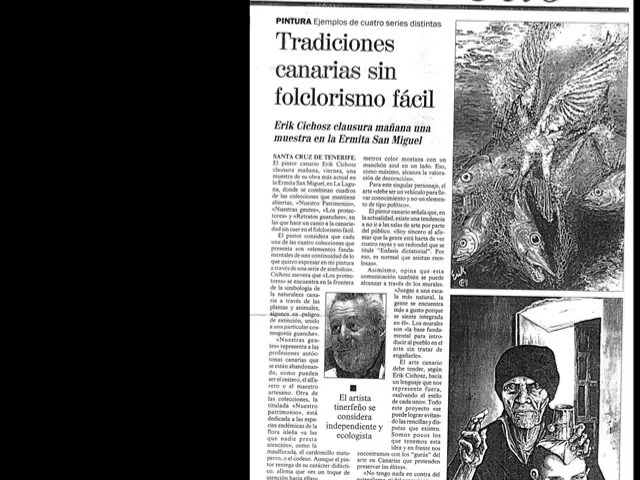 PINTURA Ejemplos de cuatro series distintas
Tradiciones
canarias sin
folclorismo fácil
Erik Cichosz clausura mañana una
muestra en la Ermita San Miguel
SANTA CRUZ DE TENERIFE.
El pintor canario Erik Cichosz
clausura mañana, viernes, una
muestra de su obra más actual en
la Ermita San Miguel, en La Lagu-
na, donde se combinan cuadros
de las colecciones que mantiene
abiertas, «Nuestro Patrimonio»,
«Nuestras gentes», «Los protec-
tores» y «Retratos guanches», en
las que hace un canto a la canarie-
dad sin caer en el folclorismo fácil.
El pintor considera que cada
una de las cuatro colecciones que
presenta son «elementos funda-
mentales de una continuidad de lo
que quiero expresar en mi pintura
a través de una serie de símbolos».
Cichosz asevera que «Los protec-
tores» se encuentra en la frontera
de la simbología de
la naturaleza cana-
ria a través de las
plantas y animales,
algunos en peligro
de extinción, unido
a una particular cos-
mogonía guanche».
«Nuestras gen-
tes» representa a las
profesiones autóc-
tonas canarias que
se están abandonan-
do, como pueden
ser el cestero, el alfa-
rero o el maestro
artesano. Otra de
las colecciones, la
titulada «Nuestro
patrimonio», está
dedicada a las espe-
cies endémicas de la
flora isleña «a las
que nadie presta
atención», como la
malfurada, el cardoncillo mata-
perro, o el codeso. Aunque el pin-
tor reniega de su carácter didácti-
co, afirma que «es un toque de
atención hacia ellas».
El artista
tinerfeño se
considera
independiente y
ecologista
metros color mostaza con un
manchón azul en un lado. Eso,
como máximo, alcanza la valora-
ción de decoración».
Para este singular personaje, el
arte «debe ser un vehículo para lle-
var conocimiento y no un elemen-
to de tipo político».
El pintor canario señala que, en
la actualidad, existe una tendencia
a no ir a las salas de arte por parte
del público. «Soy sincero al afir-
mar que la gente está harta de ver
cuatro rayas y un redondel que se
titule "Énfasis dictatorial". Por
eso, es normal que asistan rece-
losas».
Asimismo, opina que esta
comunicación también se puede
alcanzar a través de los murales.
«Juegas a una esca-
la más natural, la
gente se encuentra
más a gusto porque
se siente integrada
en él». Los murales
son «la base funda-
mental para intro-
ducir al pueblo en el
arte sin tratar de
engañarle».
El arte canario
debe tender, según
Erik Cichosz, hacia
un lenguaje que nos
represente fuera,
«salvando el estilo
de cada uno». Todo
este proyecto «se
puede lograr evitan-
do las rencillas y dis-
putas que existen.
Somos pocos los
que tenemos esta
idea y en frente nos
encontramos con los "gurús" del
arte en Canarias que pretenden
preservar las élites».
«No tengo nada en contra del